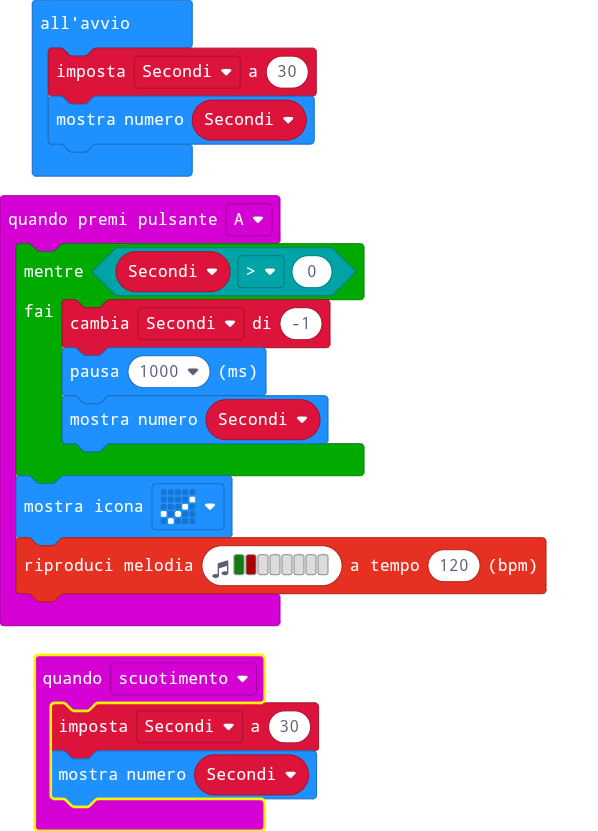 all'avvio
imposta Secondi a 30
mostra numero Secondi
quando premi pulsante A
mentre Secondi > 0
fai
cambia Secondi di -1
pausa 1000 (ms)
mostra numero Secondi
mostra icona
riproduci melodia a tempo 120 (bpm)
quando scuotimento
imposta Secondi a 30
mostra numero Secondi